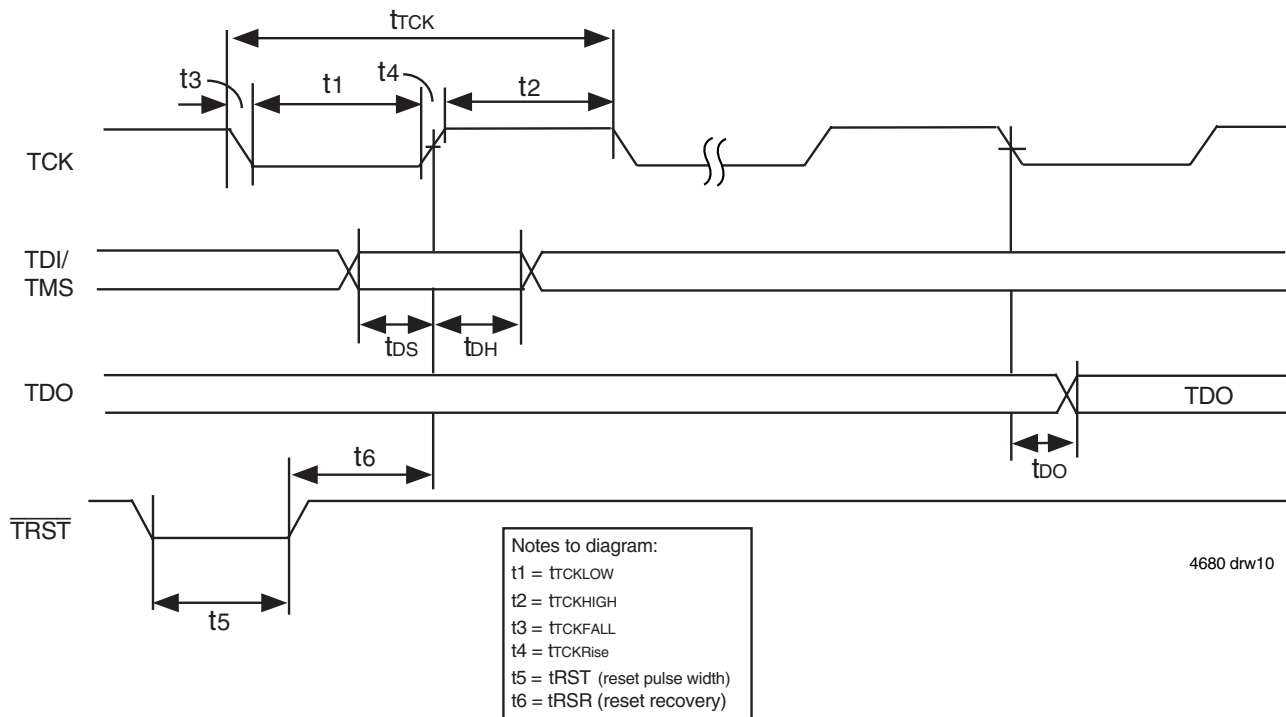 tTCK
t3
t1
t4
t2
TCK
TDI/
TMS
tDS
tDH
TDO
TDO
t6
tDO
TRST
t5
Notes to diagram:
t1 = tTCKLOW
t2 = tTCKHIGH
t3 = tTCKFALL
t4 = tTCKRise
t5 = tRST (reset pulse width)
t6 = tRSR (reset recovery)
4680 drw10